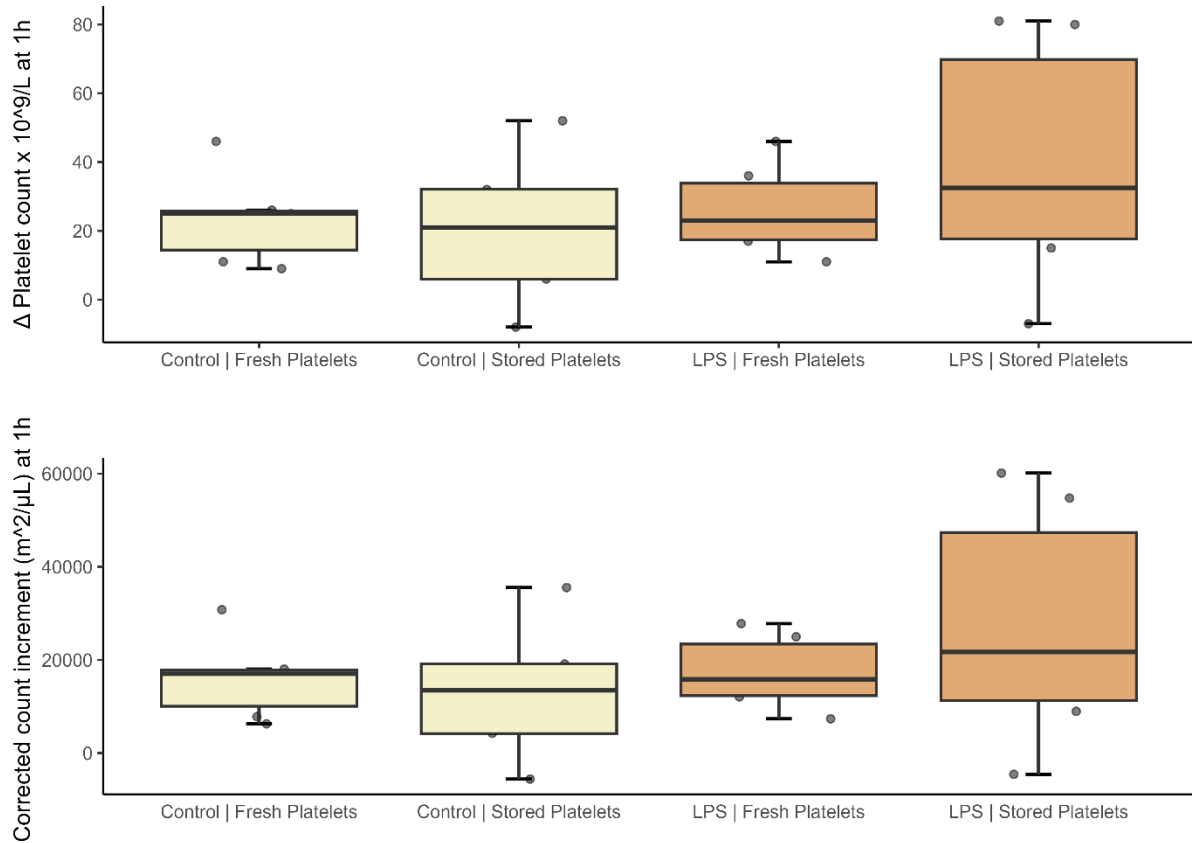 Δ Platelet count x 10^9/L at 1h
80
60
40
20
0
Control | Fresh Platelets
Control | Stored Platelets
LPS | Fresh Platelets
LPS | Stored Platelets
Corrected count increment (m^2/µL) at 1h
60000
40000
20000
0
Control | Fresh Platelets
Control | Stored Platelets
LPS | Fresh Platelets
LPS | Stored Platelets